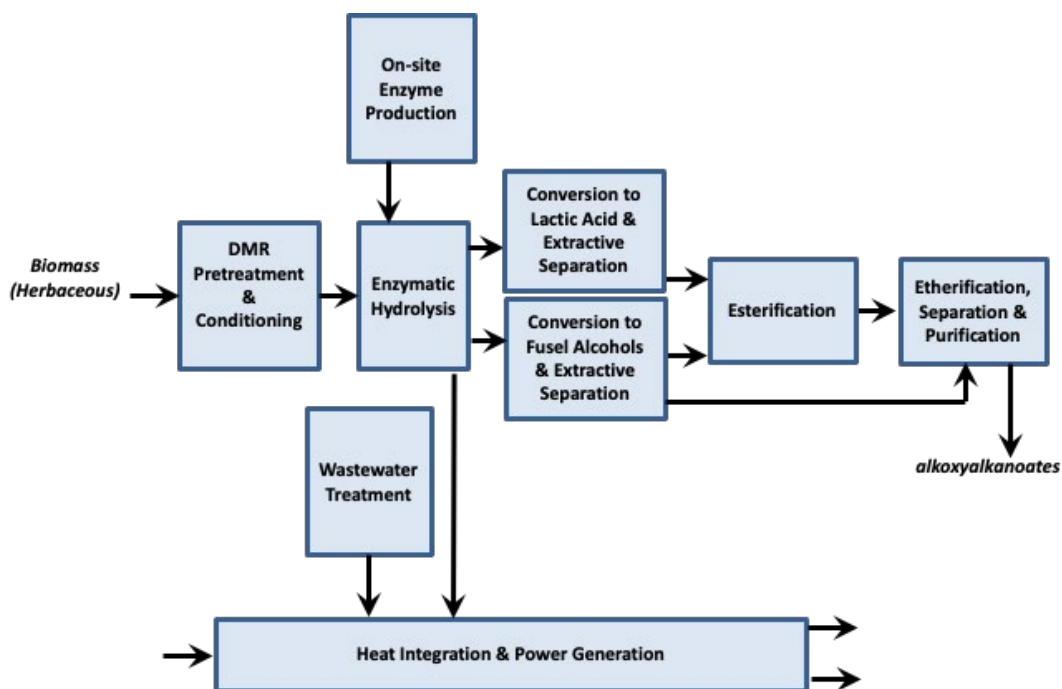 On-site
Enzyme
Production
Biomass
(Herbaceous)
DMR
Pretreatment
&
Conditioning
Enzymatic
Hydrolysis
Conversion to
Lactic Acid &
Extractive
Separation
Conversion to
Fusel Alcohols
& Extractive
Separation
Esterification
Etherification,
Separation &
Purification
alkoxyalkanoates
Wastewater
Treatment
Heat Integration & Power Generation